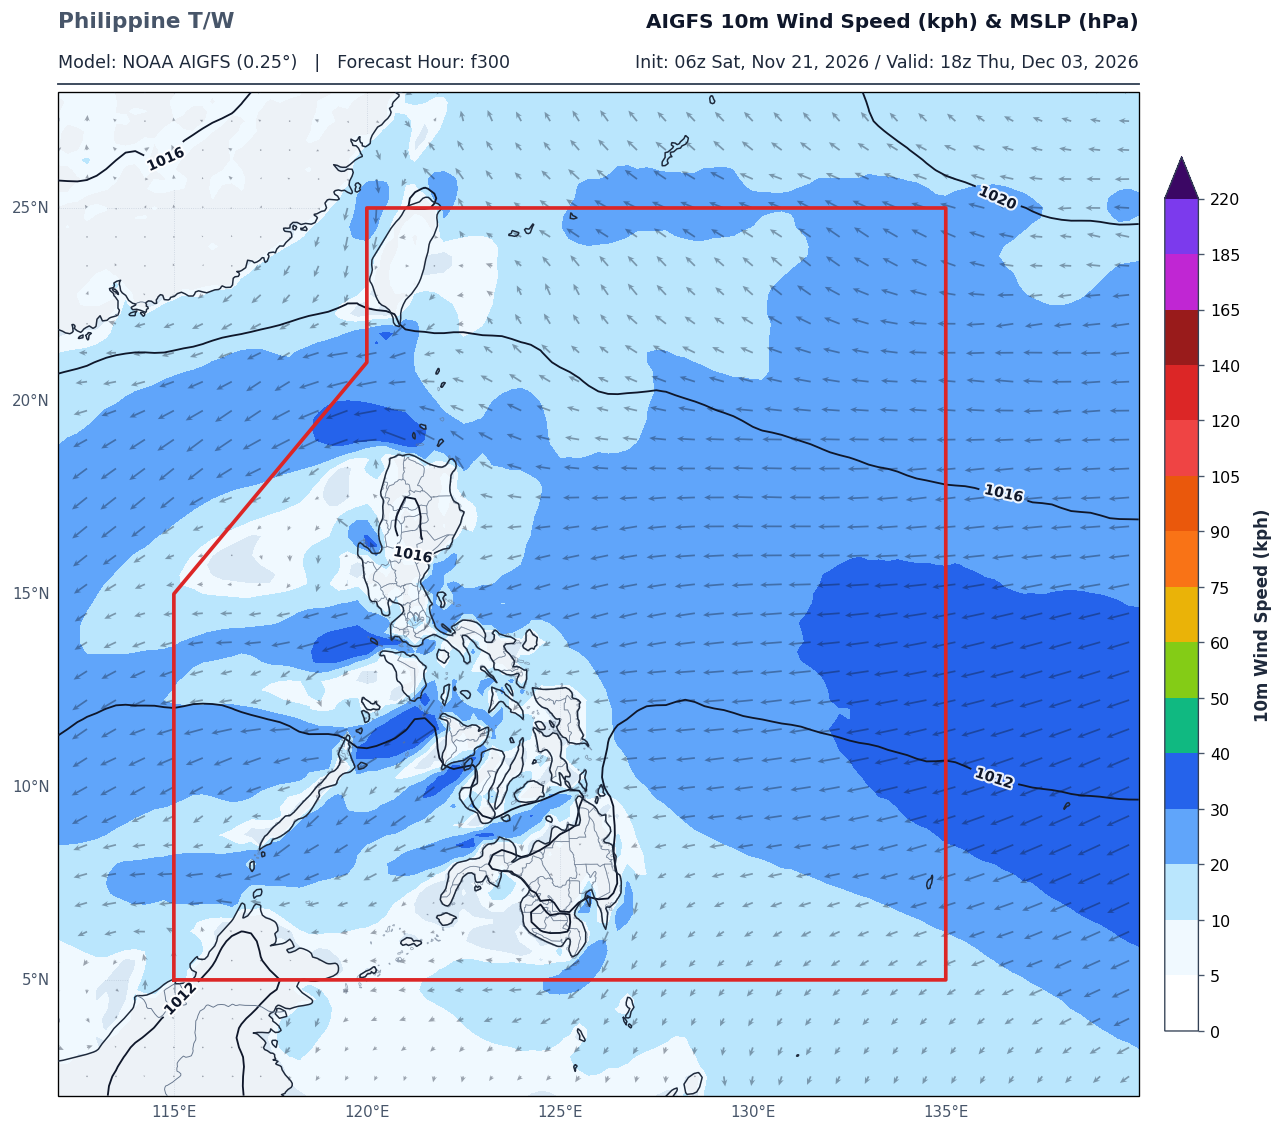 Philippine T/W
AIGFS 10m Wind Speed (kph) & MSLP (hPa)
Model: NOAA AIGFS (0.25°) | Forecast Hour: f300
Init: 06z Sat, Nov 21, 2026 / Valid: 18z Thu, Dec 03, 2026
1016
1020
25°N
220
185
165
140
20°N
120
105
1016
90
1016
15°N
75
60
50
40
1012
10°N
30
20
10
5
5°N
1012
0
10m Wind Speed (kph)
115°E
120°E
125°E
130°E
135°E